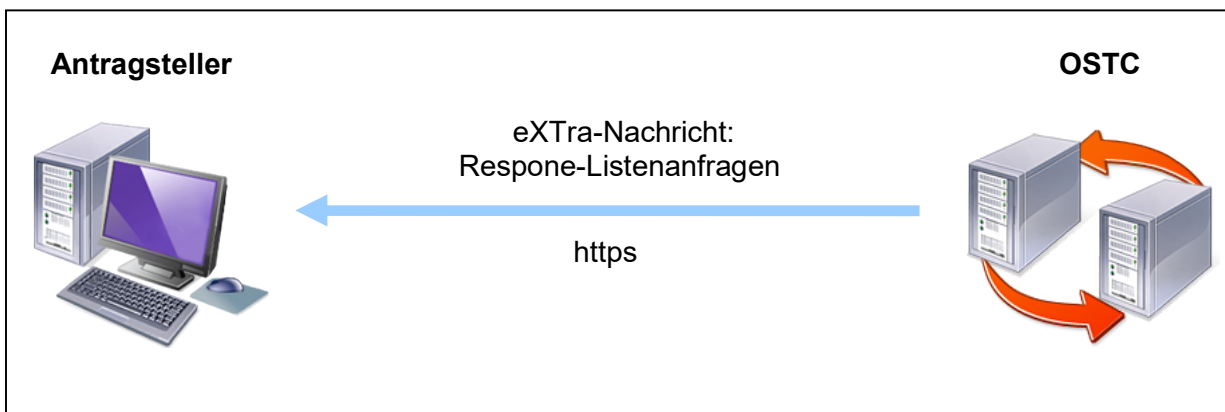 Antragsteller
OSTC
eXTra-Nachricht:
Respone-Listenanfragen
https